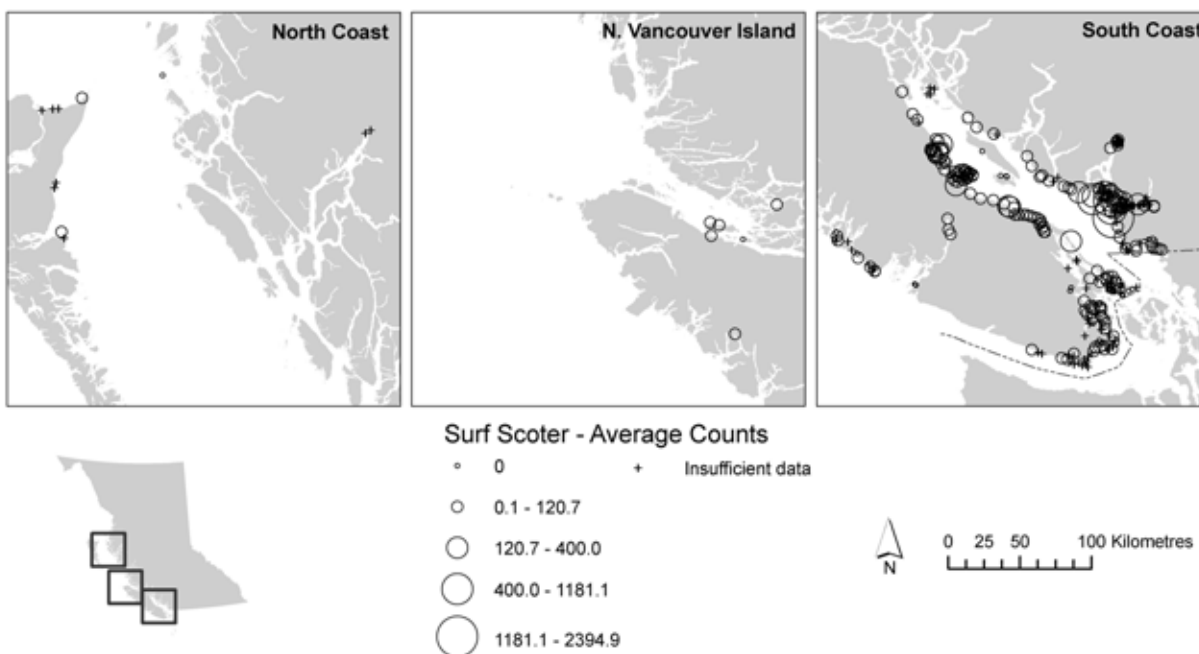 North Coast
N. Vancouver Island
South Coast
Surf Scoter - Average Counts
0
+ Insufficient data
0.1 - 120.7
120.7 - 400.0
400.0 - 1181.1
1181.1 - 2394.9
N
0 25 50 100 Kilometres